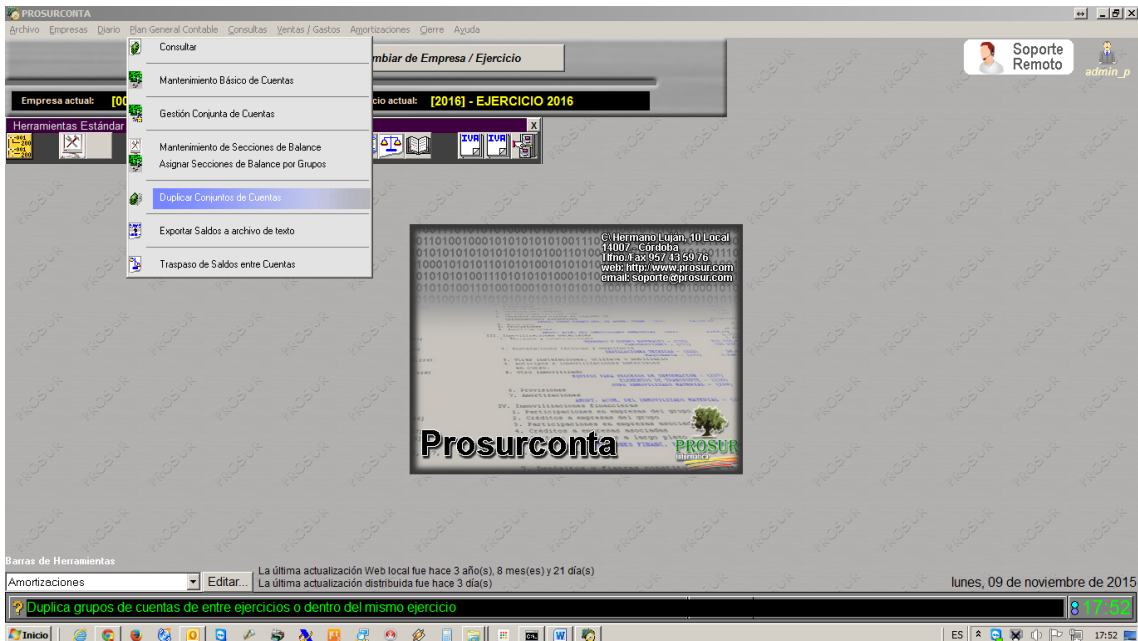 PROSURCONTA
Archivo Empresas Diario Plan General Contable Consultas Ventas / Gastos Amortizaciones Cierre Ayuda
Consultar
Mantenimiento Básico de Cuentas
Gestión Conjunta de Cuentas
Mantenimiento de Secciones de Balance
Asignar Secciones de Balance por Grupos
Duplicar Conjuntos de Cuentas
Exportar Saldos a archivo de texto
Traspaso de Saldos entre Cuentas
mbiar de Empresa / Ejercicio
Soporte
Remoto
admin_p
Empresa actual: [00
cio actual: [2016] - EJERCICIO 2016
Herramientas Estándar
X
IVA IVA
C\ Hermano Luján, 10 Local
14007 - Córdoba
Tlfno./Fax 957 43 59 76
web: http://www.prosur.com
email: soporte@prosur.com
Prosurconta
PROSUR
informática
Barras de Herramientas
Amortizaciones
Editar...
La última actualización Web local fue hace 3 año(s), 8 mes(es) y 21 día(s)
La última actualización distribuida fue hace 3 día(s)
lunes, 09 de noviembre de 2015
Duplica grupos de cuentas de entre ejercicios o dentro del mismo ejercicio
17:52
Inicio
ES
17:52